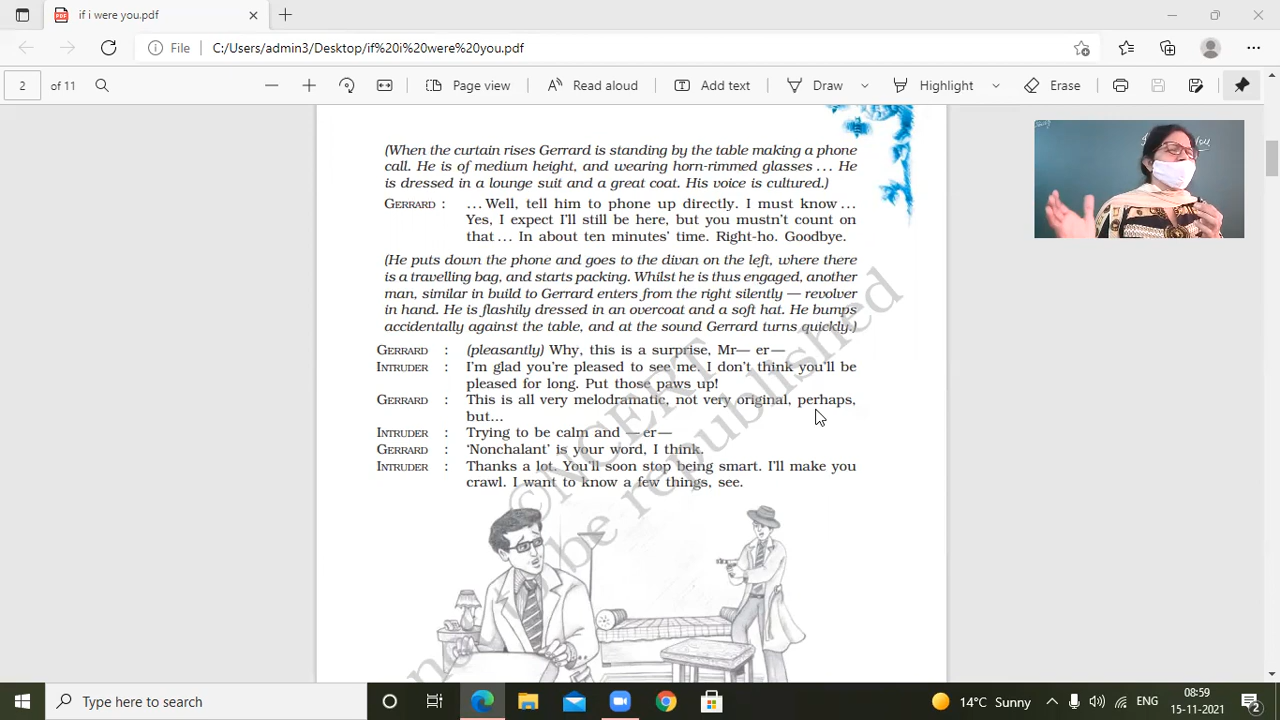 if i were you.pdf
File
C:/Users/admin3/Desktop/if%20i%20were%20you.pdf
2 of 11
Page view
Read aloud
Add text
Draw
Highlight
Erase
(When the curtain rises Gerrard is standing by the table making a phone
call. He is of medium height, and wearing horn-rimmed glasses ... He
is dressed in a lounge suit and a great coat. His voice is cultured.)
GERRARD : ... Well, tell him to phone up directly. I must know ...
Yes, I expect I'll still be here, but you mustn't count on
that ... In about ten minutes' time. Right-ho. Goodbye.
(He puts down the phone and goes to the divan on the left, where there
is a travelling bag, and starts packing. Whilst he is thus engaged, another
man, similar in build to Gerrard enters from the right silently — revolver
in hand. He is flashily dressed in an overcoat and a soft hat. He bumps
accidentally against the table, and at the sound Gerrard turns quickly.)
GERRARD : (pleasantly) Why, this is a surprise, Mr— er—
INTRUDER : I'm glad you're pleased to see me. I don't think you'll be
pleased for long. Put those paws up!
GERRARD : This is all very melodramatic, not very original, perhaps,
but...
INTRUDER : Trying to be calm and —er—
GERRARD : 'Nonchalant' is your word, I think.
INTRUDER : Thanks a lot. You'll soon stop being smart. I'll make you
crawl. I want to know a few things, see.
©NCERT
not be republished
Type here to search
14°C Sunny
ENG
08:59
15-11-2021
2